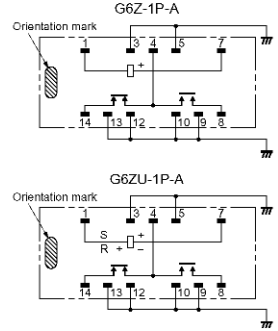 G6Z-1P-A
Orientation mark
1 3 4 5 7
+
14 13 12 10 9 8
G6ZU-1P-A
Orientation mark
1 3 4 5 7
S +
R + −
14 13 12 10 9 8